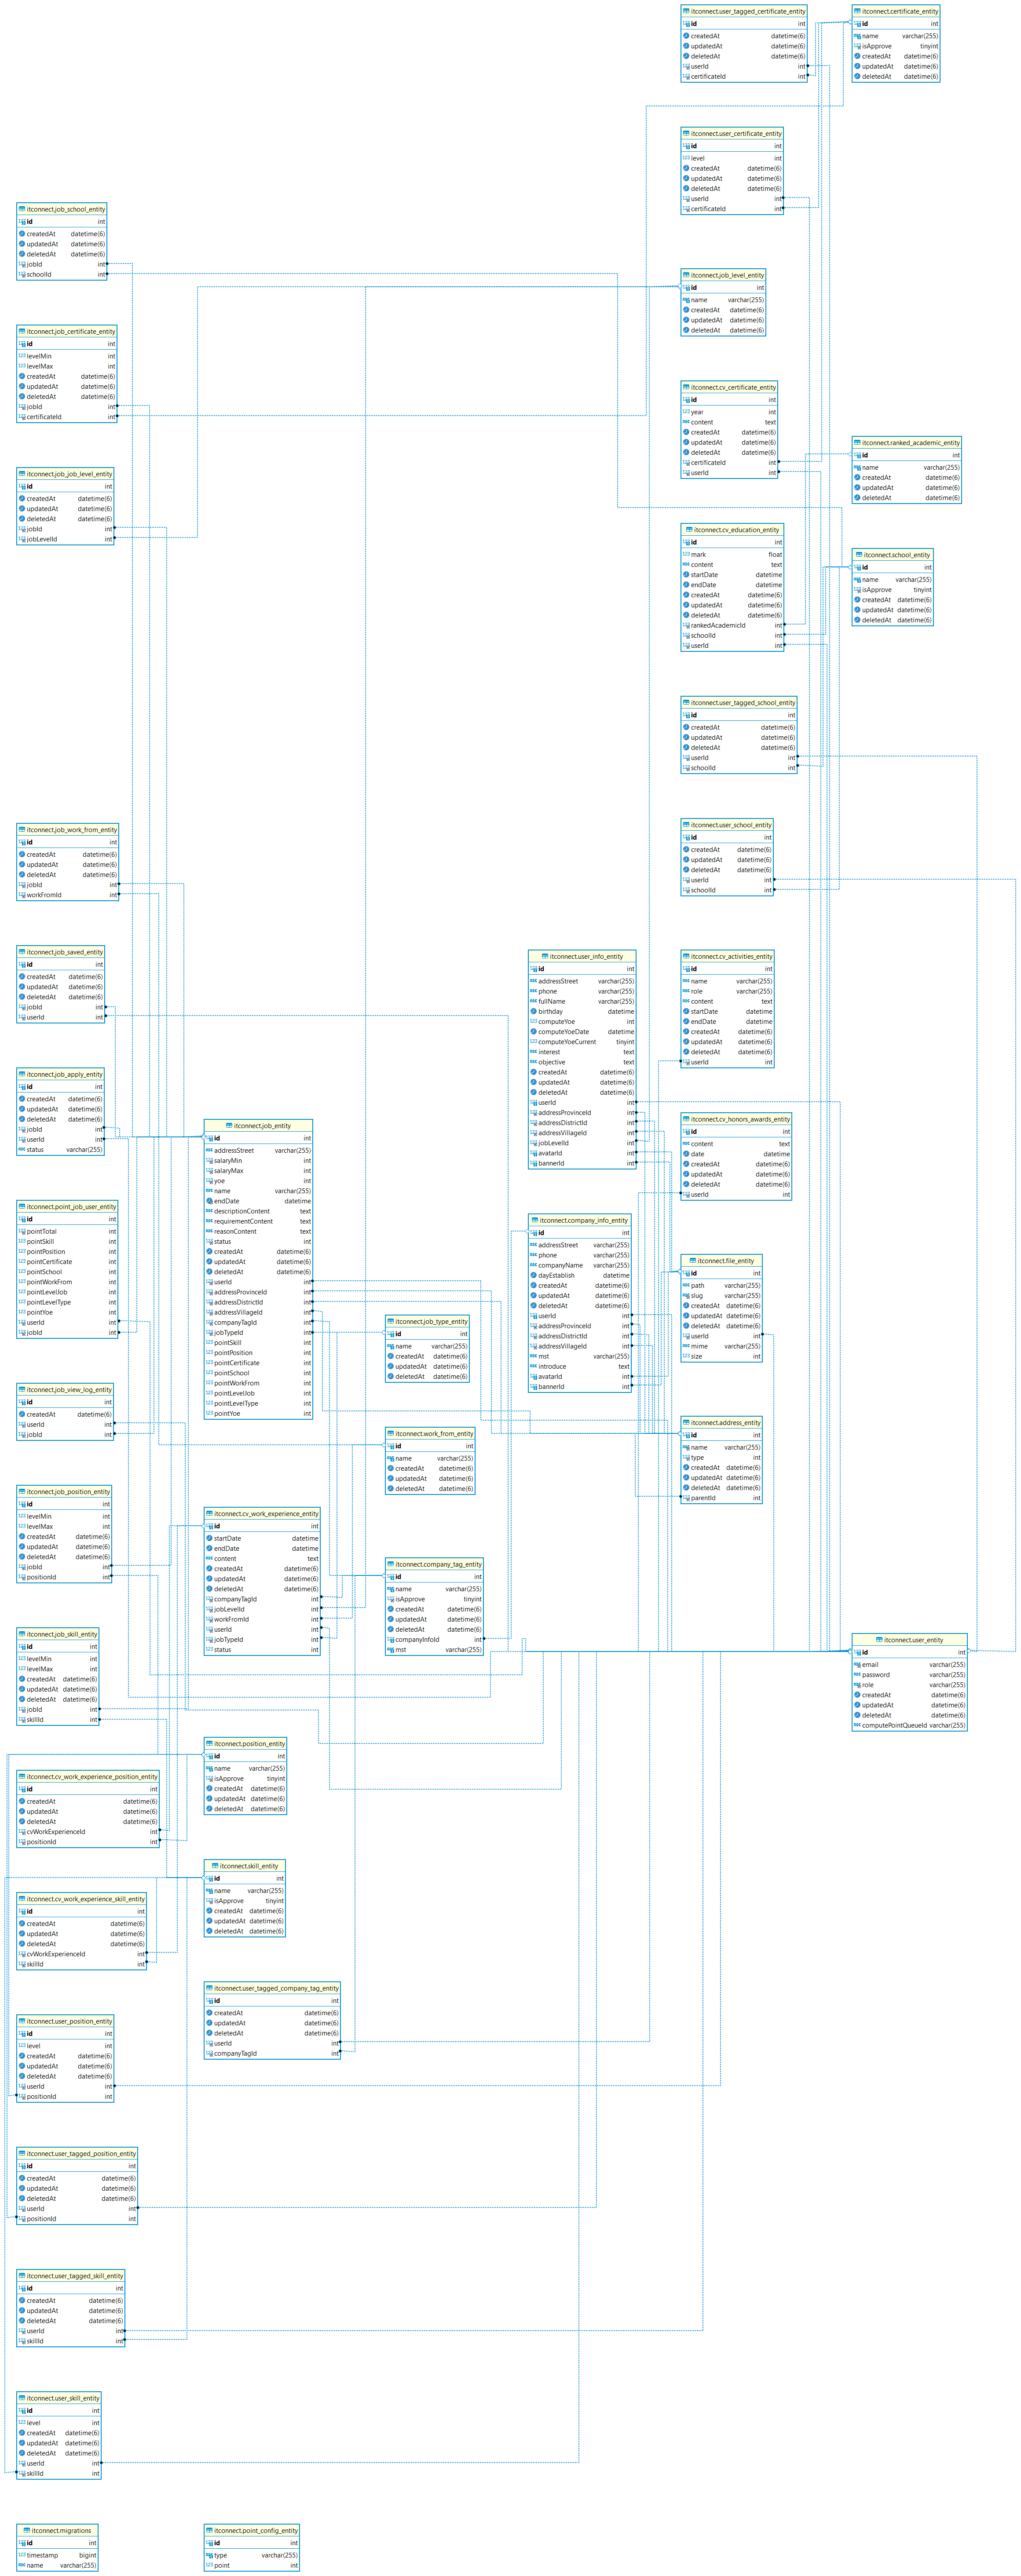 itconnect.user_tagged_certificate_entity
id int
createdAt datetime(6)
updatedAt datetime(6)
deletedAt datetime(6)
userId int
certificateId int
itconnect.certificate_entity
id int
name varchar(255)
isApprove tinyint
createdAt datetime(6)
updatedAt datetime(6)
deletedAt datetime(6)
itconnect.user_certificate_entity
id int
level int
createdAt datetime(6)
updatedAt datetime(6)
deletedAt datetime(6)
userId int
certificateId int
itconnect.job_school_entity
id int
createdAt datetime(6)
updatedAt datetime(6)
deletedAt datetime(6)
jobId int
schoolId int
itconnect.job_level_entity
id int
name varchar(255)
createdAt datetime(6)
updatedAt datetime(6)
deletedAt datetime(6)
itconnect.job_certificate_entity
id int
levelMin int
levelMax int
createdAt datetime(6)
updatedAt datetime(6)
deletedAt datetime(6)
jobId int
certificateId int
itconnect.cv_certificate_entity
id int
year int
content text
createdAt datetime(6)
updatedAt datetime(6)
deletedAt datetime(6)
certificateId int
userId int
itconnect.ranked_academic_entity
id int
name varchar(255)
createdAt datetime(6)
updatedAt datetime(6)
deletedAt datetime(6)
itconnect.job_job_level_entity
id int
createdAt datetime(6)
updatedAt datetime(6)
deletedAt datetime(6)
jobId int
jobLevelId int
itconnect.cv_education_entity
id int
mark float
content text
startDate datetime
endDate datetime
createdAt datetime(6)
updatedAt datetime(6)
deletedAt datetime(6)
rankedAcademicId int
schoolId int
userId int
itconnect.school_entity
id int
name varchar(255)
isApprove tinyint
createdAt datetime(6)
updatedAt datetime(6)
deletedAt datetime(6)
itconnect.user_tagged_school_entity
id int
createdAt datetime(6)
updatedAt datetime(6)
deletedAt datetime(6)
userId int
schoolId int
itconnect.user_school_entity
id int
createdAt datetime(6)
updatedAt datetime(6)
deletedAt datetime(6)
userId int
schoolId int
itconnect.job_work_from_entity
id int
createdAt datetime(6)
updatedAt datetime(6)
deletedAt datetime(6)
jobId int
workFromId int
itconnect.job_saved_entity
id int
createdAt datetime(6)
updatedAt datetime(6)
deletedAt datetime(6)
jobId int
userId int
itconnect.user_info_entity
id int
addressStreet varchar(255)
phone varchar(255)
fullName varchar(255)
birthday datetime
computeYoe int
computeYoeDate datetime
computeYoeCurrent tinyint
interest text
objective text
createdAt datetime(6)
updatedAt datetime(6)
deletedAt datetime(6)
userId int
addressProvinceId int
addressDistrictId int
addressVillageId int
jobLevelId int
avatarId int
bannerId int
itconnect.cv_activities_entity
id int
name varchar(255)
role varchar(255)
content text
startDate datetime
endDate datetime
createdAt datetime(6)
updatedAt datetime(6)
deletedAt datetime(6)
userId int
itconnect.job_apply_entity
id int
createdAt datetime(6)
updatedAt datetime(6)
deletedAt datetime(6)
jobId int
userId int
status varchar(255)
itconnect.job_entity
id int
addressStreet varchar(255)
salaryMin int
salaryMax int
yoe int
name varchar(255)
endDate datetime
descriptionContent text
requirementContent text
reasonContent text
status int
createdAt datetime(6)
updatedAt datetime(6)
deletedAt datetime(6)
userId int
addressProvinceId int
addressDistrictId int
addressVillageId int
companyTagId int
jobTypeId int
pointSkill int
pointPosition int
pointCertificate int
pointSchool int
pointWorkFrom int
pointLevelJob int
pointLevelType int
pointYoe int
itconnect.cv_honors_awards_entity
id int
content text
date datetime
createdAt datetime(6)
updatedAt datetime(6)
deletedAt datetime(6)
userId int
itconnect.point_job_user_entity
id int
pointTotal int
pointSkill int
pointPosition int
pointCertificate int
pointSchool int
pointWorkFrom int
pointLevelJob int
pointLevelType int
pointYoe int
userId int
jobId int
itconnect.company_info_entity
id int
addressStreet varchar(255)
phone varchar(255)
companyName varchar(255)
dayEstablish datetime
createdAt datetime(6)
updatedAt datetime(6)
deletedAt datetime(6)
userId int
addressProvinceId int
addressDistrictId int
addressVillageId int
mst varchar(255)
introduce text
avatarId int
bannerId int
itconnect.file_entity
id int
path varchar(255)
slug varchar(255)
createdAt datetime(6)
updatedAt datetime(6)
deletedAt datetime(6)
userId int
mime varchar(255)
size int
itconnect.job_type_entity
id int
name varchar(255)
createdAt datetime(6)
updatedAt datetime(6)
deletedAt datetime(6)
itconnect.job_view_log_entity
id int
createdAt datetime(6)
userId int
jobId int
itconnect.work_from_entity
id int
name varchar(255)
createdAt datetime(6)
updatedAt datetime(6)
deletedAt datetime(6)
itconnect.address_entity
id int
name varchar(255)
type int
createdAt datetime(6)
updatedAt datetime(6)
deletedAt datetime(6)
parentId int
itconnect.job_position_entity
id int
levelMin int
levelMax int
createdAt datetime(6)
updatedAt datetime(6)
deletedAt datetime(6)
jobId int
positionId int
itconnect.cv_work_experience_entity
id int
startDate datetime
endDate datetime
content text
createdAt datetime(6)
updatedAt datetime(6)
deletedAt datetime(6)
companyTagId int
jobLevelId int
workFromId int
userId int
jobTypeId int
status int
itconnect.company_tag_entity
id int
name varchar(255)
isApprove tinyint
createdAt datetime(6)
updatedAt datetime(6)
deletedAt datetime(6)
companyInfoId int
mst varchar(255)
itconnect.job_skill_entity
id int
levelMin int
levelMax int
createdAt datetime(6)
updatedAt datetime(6)
deletedAt datetime(6)
jobId int
skillId int
itconnect.user_entity
id int
email varchar(255)
password varchar(255)
role varchar(255)
createdAt datetime(6)
updatedAt datetime(6)
deletedAt datetime(6)
computePointQueueId varchar(255)
itconnect.position_entity
id int
name varchar(255)
isApprove tinyint
createdAt datetime(6)
updatedAt datetime(6)
deletedAt datetime(6)
itconnect.cv_work_experience_position_entity
id int
createdAt datetime(6)
updatedAt datetime(6)
deletedAt datetime(6)
cvWorkExperienceId int
positionId int
itconnect.skill_entity
id int
name varchar(255)
isApprove tinyint
createdAt datetime(6)
updatedAt datetime(6)
deletedAt datetime(6)
itconnect.cv_work_experience_skill_entity
id int
createdAt datetime(6)
updatedAt datetime(6)
deletedAt datetime(6)
cvWorkExperienceId int
skillId int
itconnect.user_tagged_company_tag_entity
id int
createdAt datetime(6)
updatedAt datetime(6)
deletedAt datetime(6)
userId int
companyTagId int
itconnect.user_position_entity
id int
level int
createdAt datetime(6)
updatedAt datetime(6)
deletedAt datetime(6)
userId int
positionId int
itconnect.user_tagged_position_entity
id int
createdAt datetime(6)
updatedAt datetime(6)
deletedAt datetime(6)
userId int
positionId int
itconnect.user_tagged_skill_entity
id int
createdAt datetime(6)
updatedAt datetime(6)
deletedAt datetime(6)
userId int
skillId int
itconnect.user_skill_entity
id int
level int
createdAt datetime(6)
updatedAt datetime(6)
deletedAt datetime(6)
userId int
skillId int
itconnect.migrations
id int
timestamp bigint
name varchar(255)
itconnect.point_config_entity
id int
type varchar(255)
point int